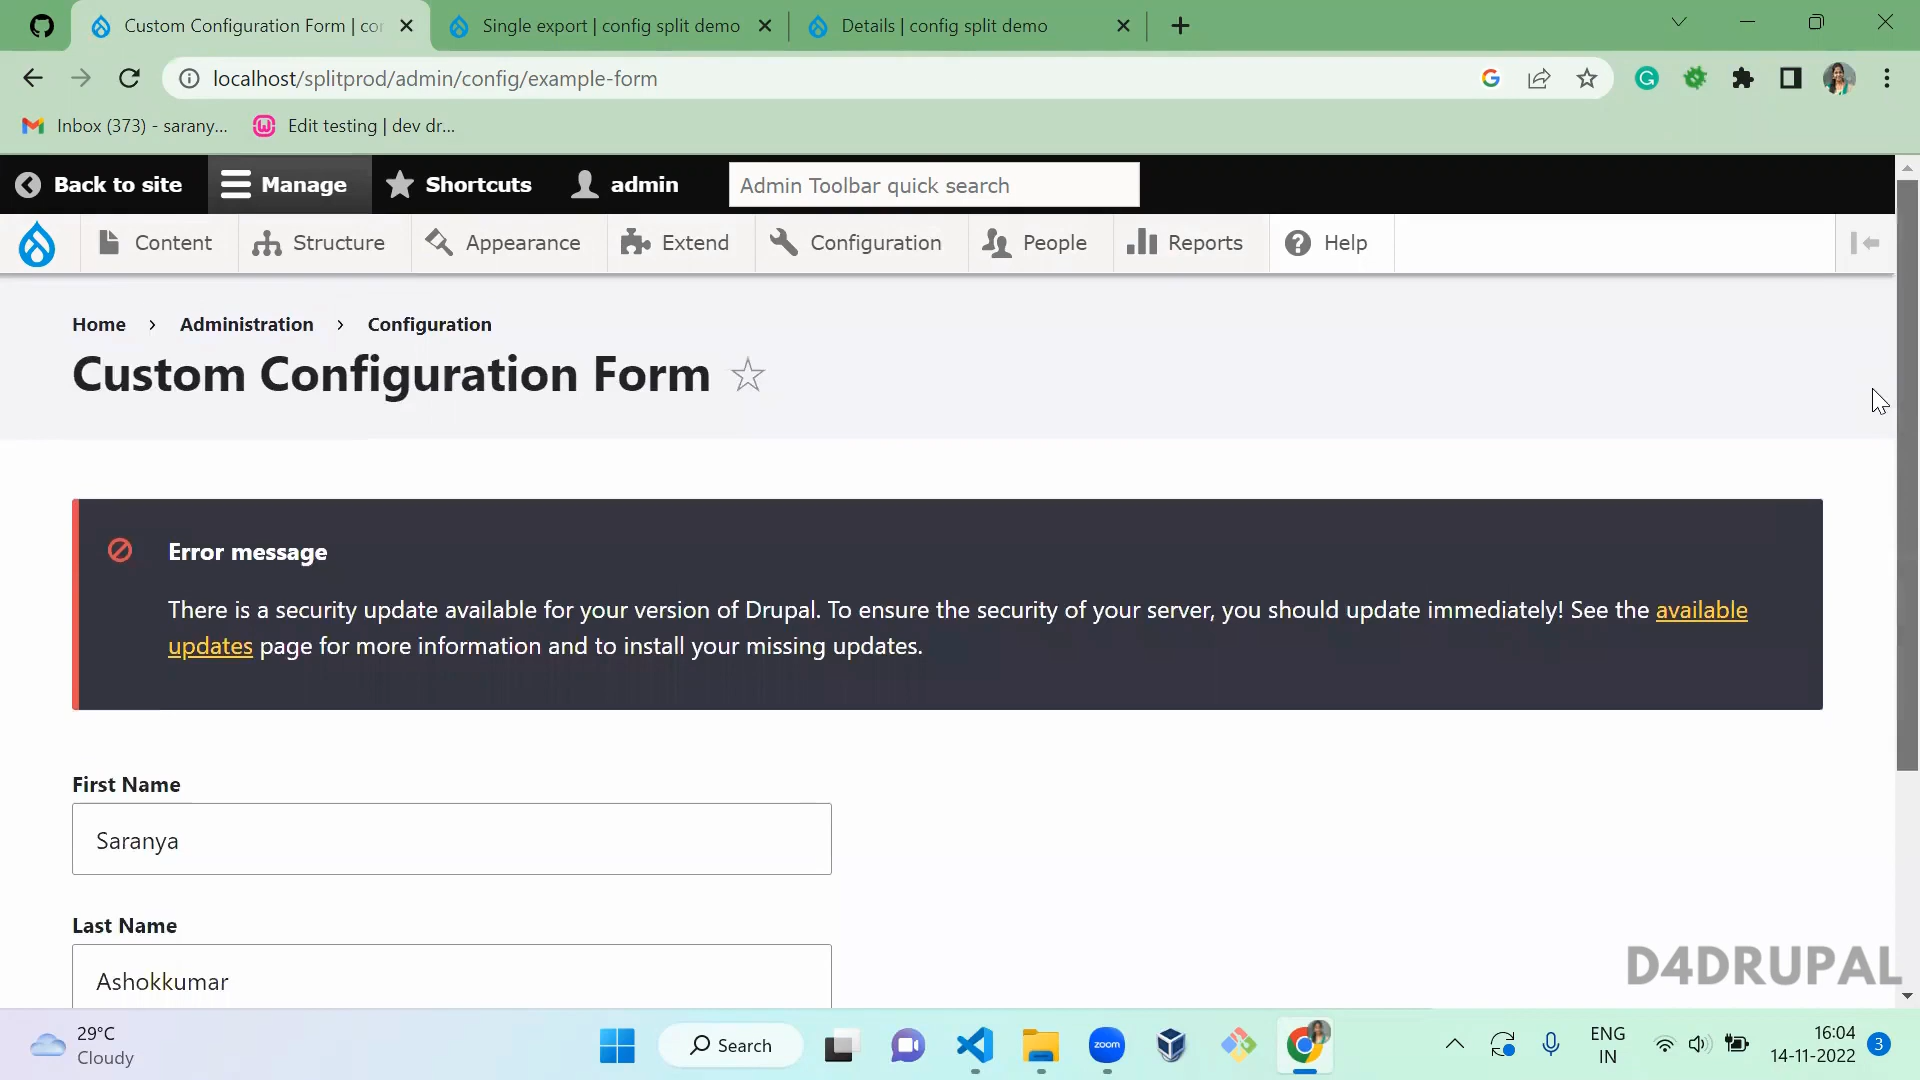 Custom Configuration Form | cor
Single export | config split demo
Details | config split demo
localhost/splitprod/admin/config/example-form
Inbox (373) - sarany...
Edit testing | dev dr...
Back to site
Manage
Shortcuts
admin
Admin Toolbar quick search
Content
Structure
Appearance
Extend
Configuration
People
Reports
Help
Home › Administration › Configuration
Custom Configuration Form
Error message
There is a security update available for your version of Drupal. To ensure the security of your server, you should update immediately! See the available
updates page for more information and to install your missing updates.
First Name
Saranya
Last Name
Ashokkumar
D4DRUPAL
29°C
Cloudy
Search
zoom
ENG
IN
16:04
14-11-2022
3